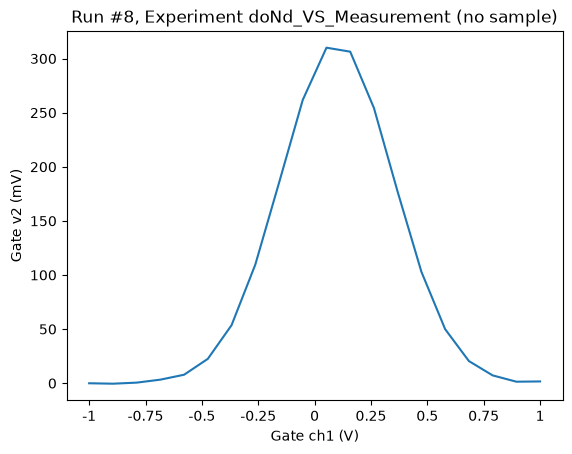 Run #8, Experiment doNd_VS_Measurement (no sample)
Gate v2 (mV)
300
250
200
150
100
50
0
-1 -0.75 -0.5 -0.25 0 0.25 0.5 0.75 1
Gate ch1 (V)